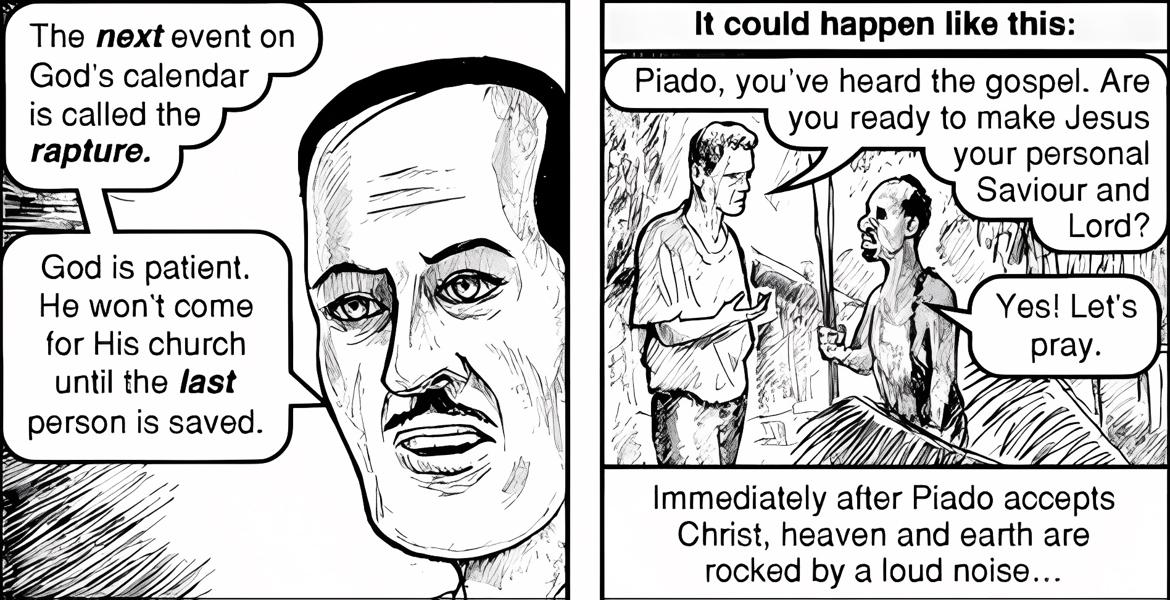 The next event on
God's calendar
is called the
rapture.
God is patient.
He won't come
for His church
until the last
person is saved.
It could happen like this:
Piado, you've heard the gospel. Are
you ready to make Jesus
your personal
Saviour and
Lord?
Yes! Let's
pray.
Immediately after Piado accepts
Christ, heaven and earth are
rocked by a loud noise...